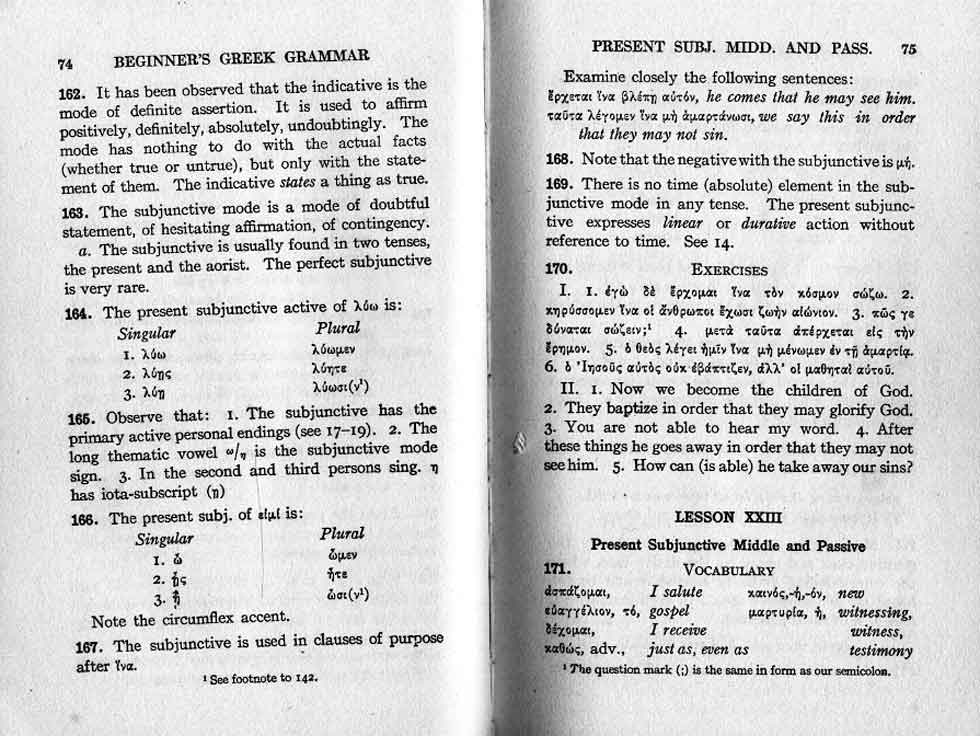 74 BEGINNER'S GREEK GRAMMAR
162. It has been observed that the indicative is the
mode of definite assertion. It is used to affirm
positively, definitely, absolutely, undoubtingly. The
mode has nothing to do with the actual facts
(whether true or untrue), but only with the state-
ment of them. The indicative states a thing as true.
163. The subjunctive mode is a mode of doubtful
statement, of hesitating affirmation, of contingency.
a. The subjunctive is usually found in two tenses,
the present and the aorist. The perfect subjunctive
is very rare.
164. The present subjunctive active of λύω is:
Singular Plural
1. λύω λύωμεν
2. λύῃς λύητε
3. λύῃ λύωσι(ν¹)
165. Observe that: 1. The subjunctive has the
primary active personal endings (see 17-19). 2. The
long thematic vowel ω/η is the subjunctive mode
sign. 3. In the second and third persons sing. η
has iota-subscript (ῃ)
166. The present subj. of εἰμί is:
Singular Plural
1. ὦ ὦμεν
2. ᾖς ἦτε
3. ᾖ ὦσι(ν¹)
Note the circumflex accent.
167. The subjunctive is used in clauses of purpose
after ἵνα.
¹ See footnote to 142.
PRESENT SUBJ. MIDD. AND PASS. 75
Examine closely the following sentences:
ἔρχεται ἵνα βλέπῃ αὐτόν, he comes that he may see him.
ταῦτα λέγομεν ἵνα μὴ ἁμαρτάνωσι, we say this in order
that they may not sin.
168. Note that the negative with the subjunctive is μή.
169. There is no time (absolute) element in the sub-
junctive mode in any tense. The present subjunc-
tive expresses linear or durative action without
reference to time. See 14.
170. EXERCISES
I. 1. ἐγὼ δὲ ἔρχομαι ἵνα τὸν κόσμον σώζω. 2.
κηρύσσομεν ἵνα οἱ ἄνθρωποι ἔχωσι ζωὴν αἰώνιον. 3. πῶς γε
δύναται σώζειν;¹ 4. μετὰ ταῦτα ἀπέρχεται εἰς τὴν
ἔρημον. 5. ὁ θεὸς λέγει ἡμῖν ἵνα μὴ μένωμεν ἐν τῇ ἁμαρτίᾳ.
6. ὁ Ἰησοῦς αὐτὸς οὐκ ἐβάπτιζεν, ἀλλ' οἱ μαθηταὶ αὐτοῦ.
II. 1. Now we become the children of God.
2. They baptize in order that they may glorify God.
3. You are not able to hear my word. 4. After
these things he goes away in order that they may not
see him. 5. How can (is able) he take away our sins?
LESSON XXIII
Present Subjunctive Middle and Passive
171. VOCABULARY
ἀσπάζομαι, I salute καινός,-ή,-όν, new
εὐαγγέλιον, τό, gospel μαρτυρία, ἡ, witnessing,
δέχομαι, I receive witness,
καθώς, adv., just as, even as testimony
¹ The question mark (;) is the same in form as our semicolon.